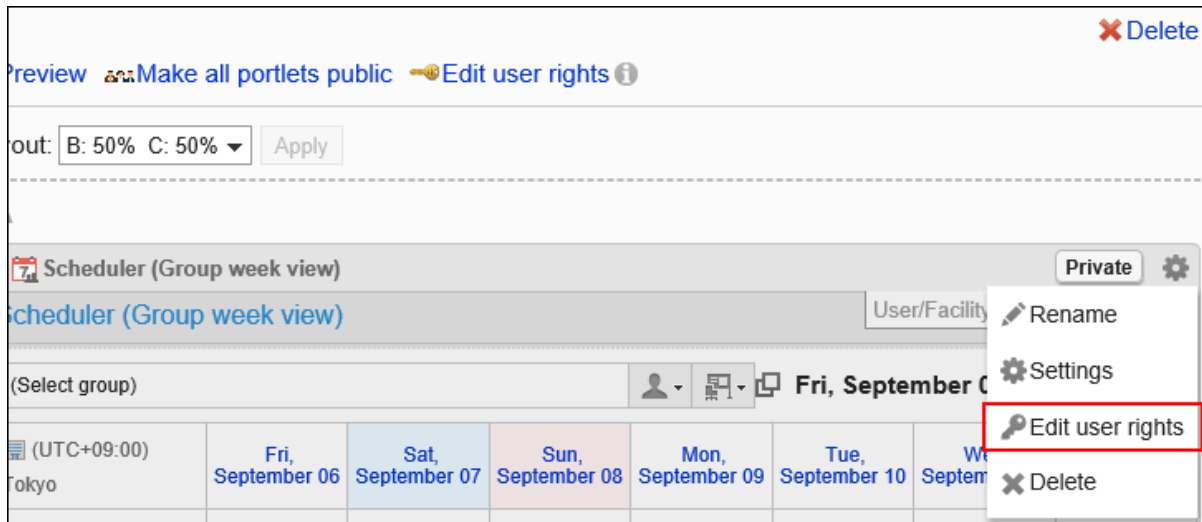 Delete
Preview Make all portlets public Edit user rights
out: B: 50% C: 50% Apply
Scheduler (Group week view) Private
Scheduler (Group week view) User/Facility
Rename
Settings
(Select group) Fri, September 0
Edit user rights
(UTC+09:00)
Tokyo
Fri,
September 06
Sat,
September 07
Sun,
September 08
Mon,
September 09
Tue,
September 10
We
Septem
Delete